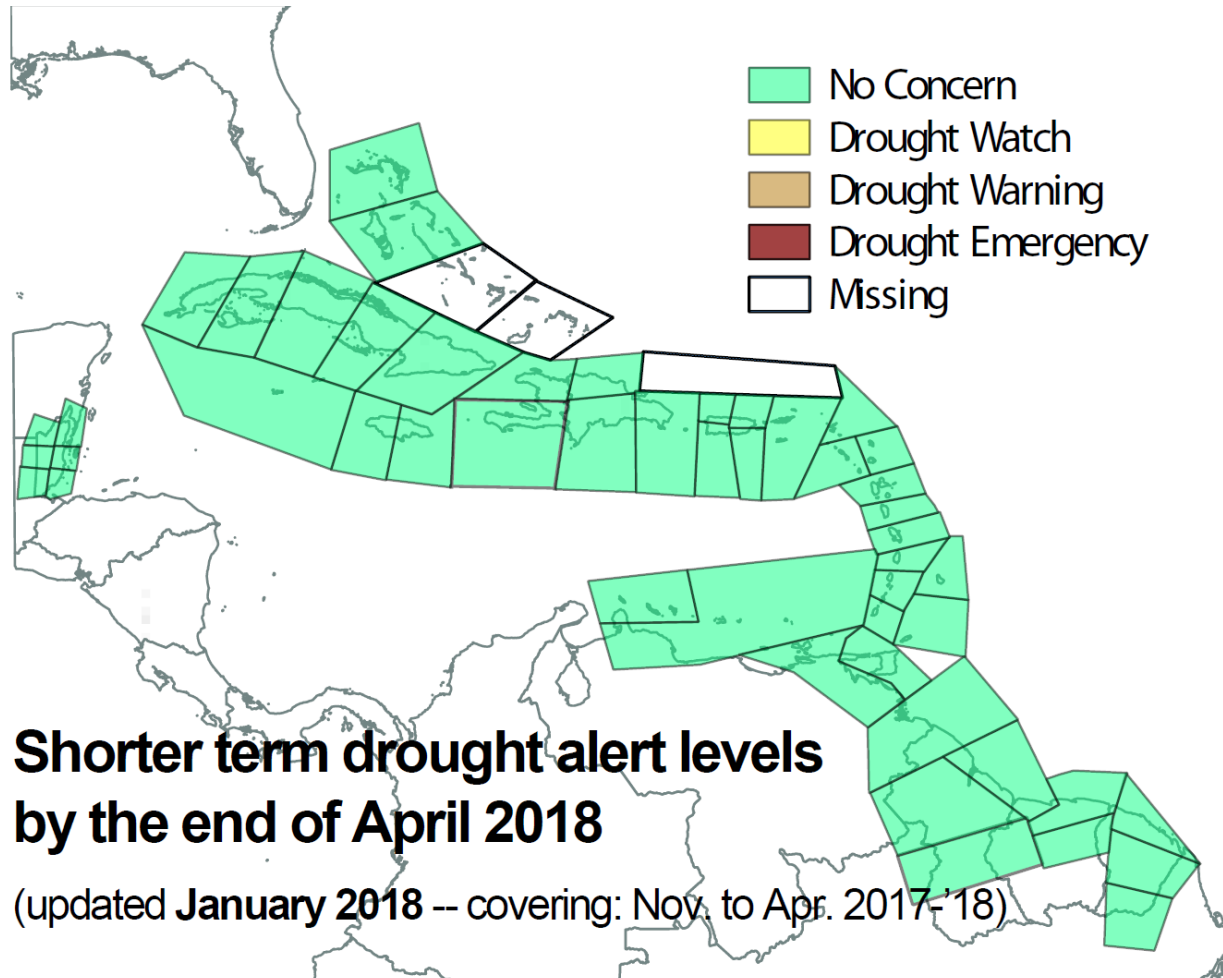 No Concern
Drought Watch
Drought Warning
Drought Emergency
Missing
Shorter term drought alert levels
by the end of April 2018
(updated January 2018 -- covering: Nov. to Apr. 2017-'18)